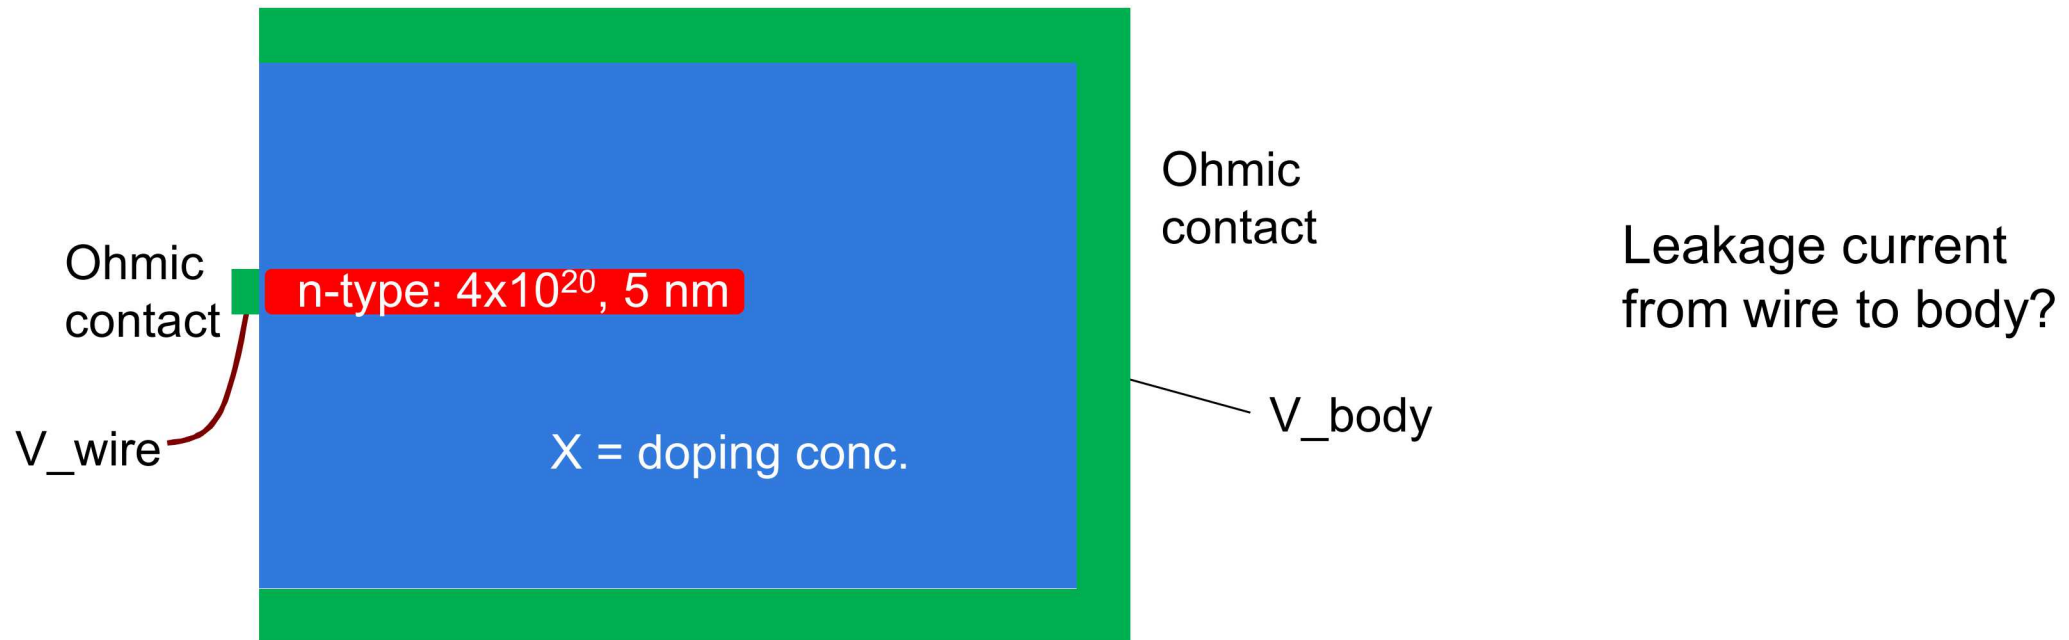 Ohmic
contact
V_wire
n-type: 4x10²⁰, 5 nm
X = doping conc.
Ohmic
contact
V_body
Leakage current
from wire to body?